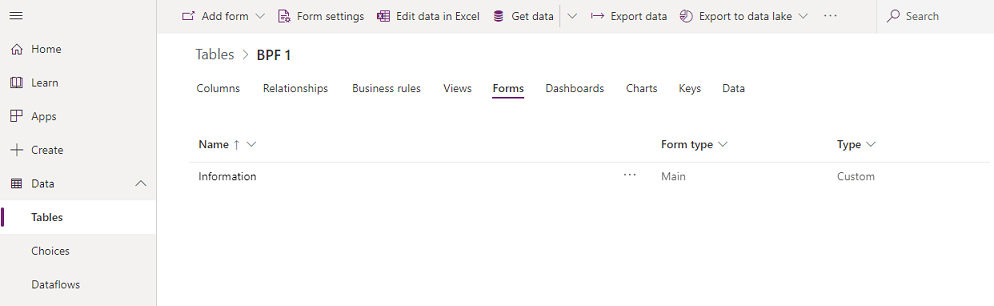 Add form Form settings Edit data in Excel Get data Export data Export to data lake ··· Search
Home
Learn
Apps
Create
Data
Tables
Choices
Dataflows
Tables > BPF 1
Columns Relationships Business rules Views Forms Dashboards Charts Keys Data
Name ↑ Form type Type
Information ··· Main Custom